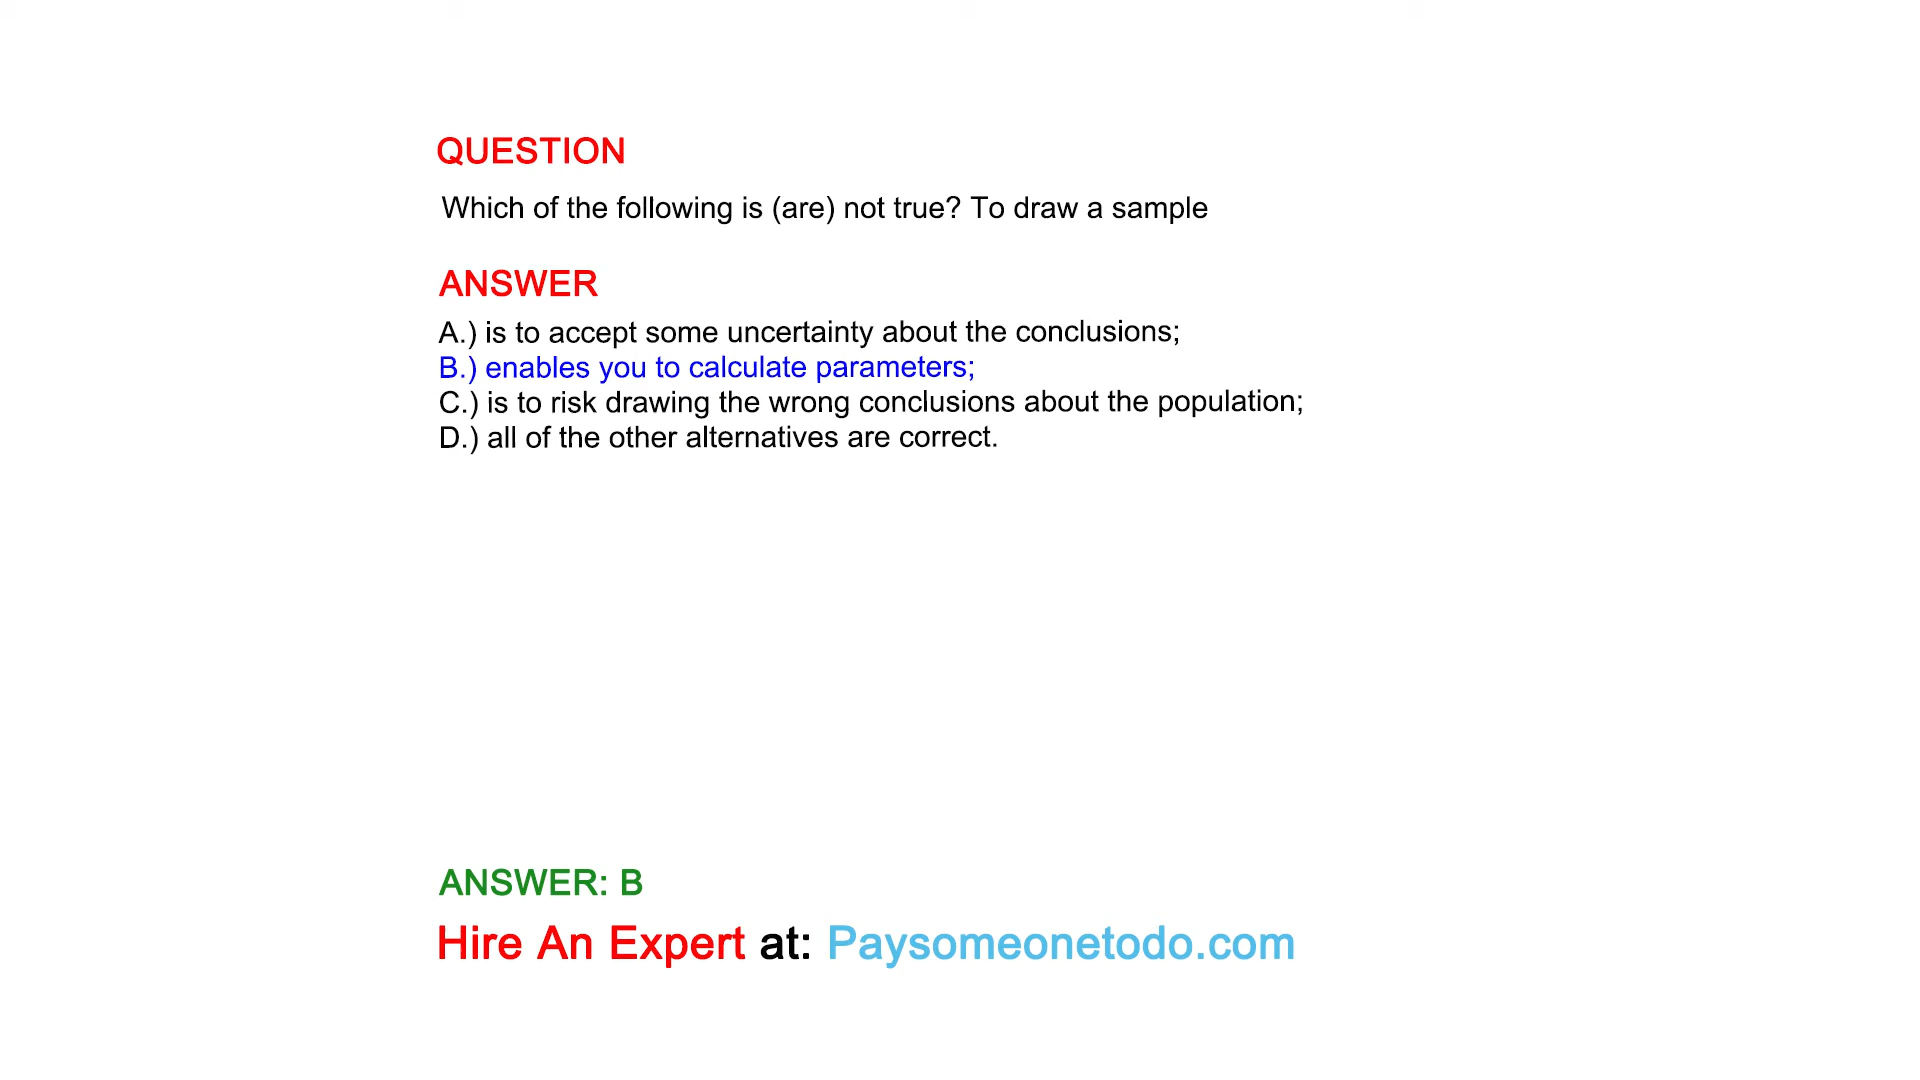 QUESTION
Which of the following is (are) not true? To draw a sample
ANSWER
A.) is to accept some uncertainty about the conclusions;
B.) enables you to calculate parameters;
C.) is to risk drawing the wrong conclusions about the population;
D.) all of the other alternatives are correct.
ANSWER: B
Hire An Expert at: Paysomeonetodo.com